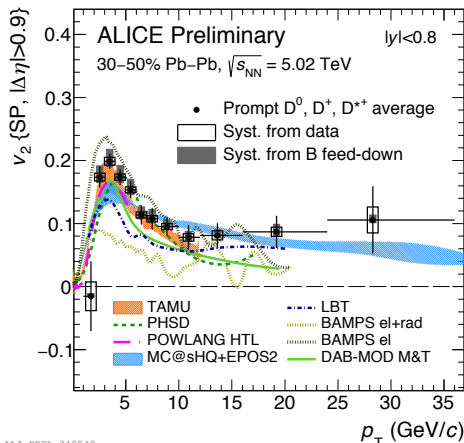 ALICE Preliminary
|y|<0.8
30–50% Pb–Pb, √sNN = 5.02 TeV
Prompt D0, D+, D*+ average
Syst. from data
Syst. from B feed-down
v2 {SP, |Δη|>0.9}
0.4
0.3
0.2
0.1
0
−0.1
TAMU
PHSD
POWLANG HTL
MC@sHQ+EPOS2
LBT
BAMPS el+rad
BAMPS el
DAB-MOD M&T
5 10 15 20 25 30 35
pT (GeV/c)